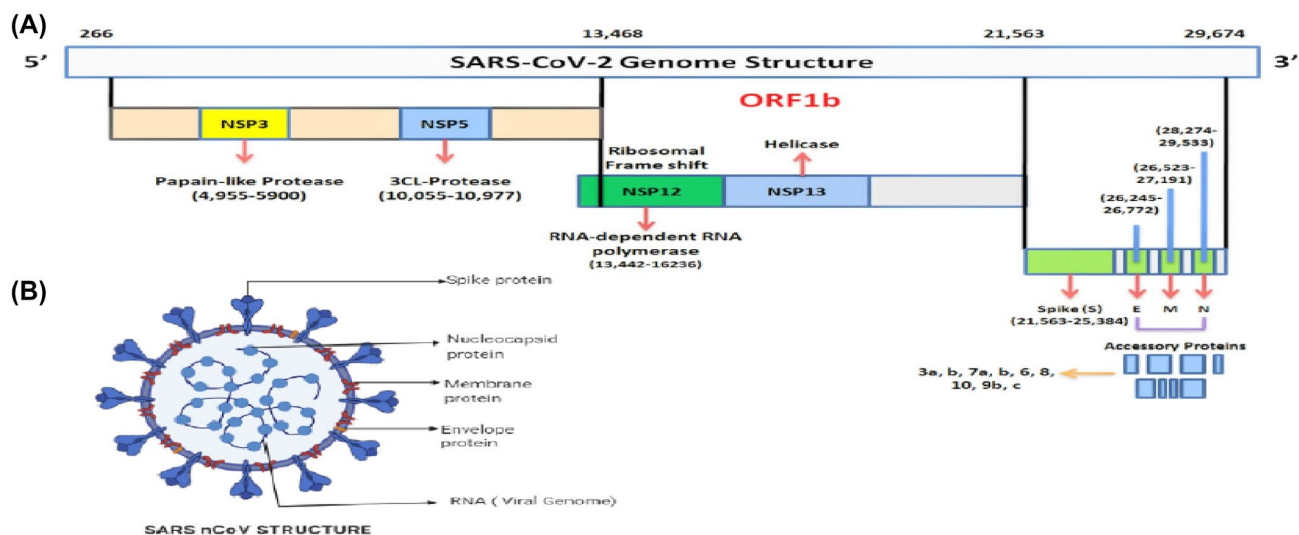 (A)
266 13,468 21,563 29,674
5’ SARS-CoV-2 Genome Structure 3’
ORF1b
NSP3 NSP5
Papain-like Protease
(4,955-5900)
3CL-Protease
(10,055-10,977)
Ribosomal
Frame shift
Helicase
NSP12 NSP13
RNA-dependent RNA
polymerase
(13,442-16236)
(28,274-
29,533)
(26,523-
27,191)
(26,245-
26,772)
Spike (S)
(21,563-25,384)
E M N
Accessory Proteins
3a, b, 7a, b, 6, 8,
10, 9b, c
(B)
Spike protein
Nucleocapsid
protein
Membrane
protein
Envelope
protein
RNA ( Viral Genome)
SARS nCoV STRUCTURE